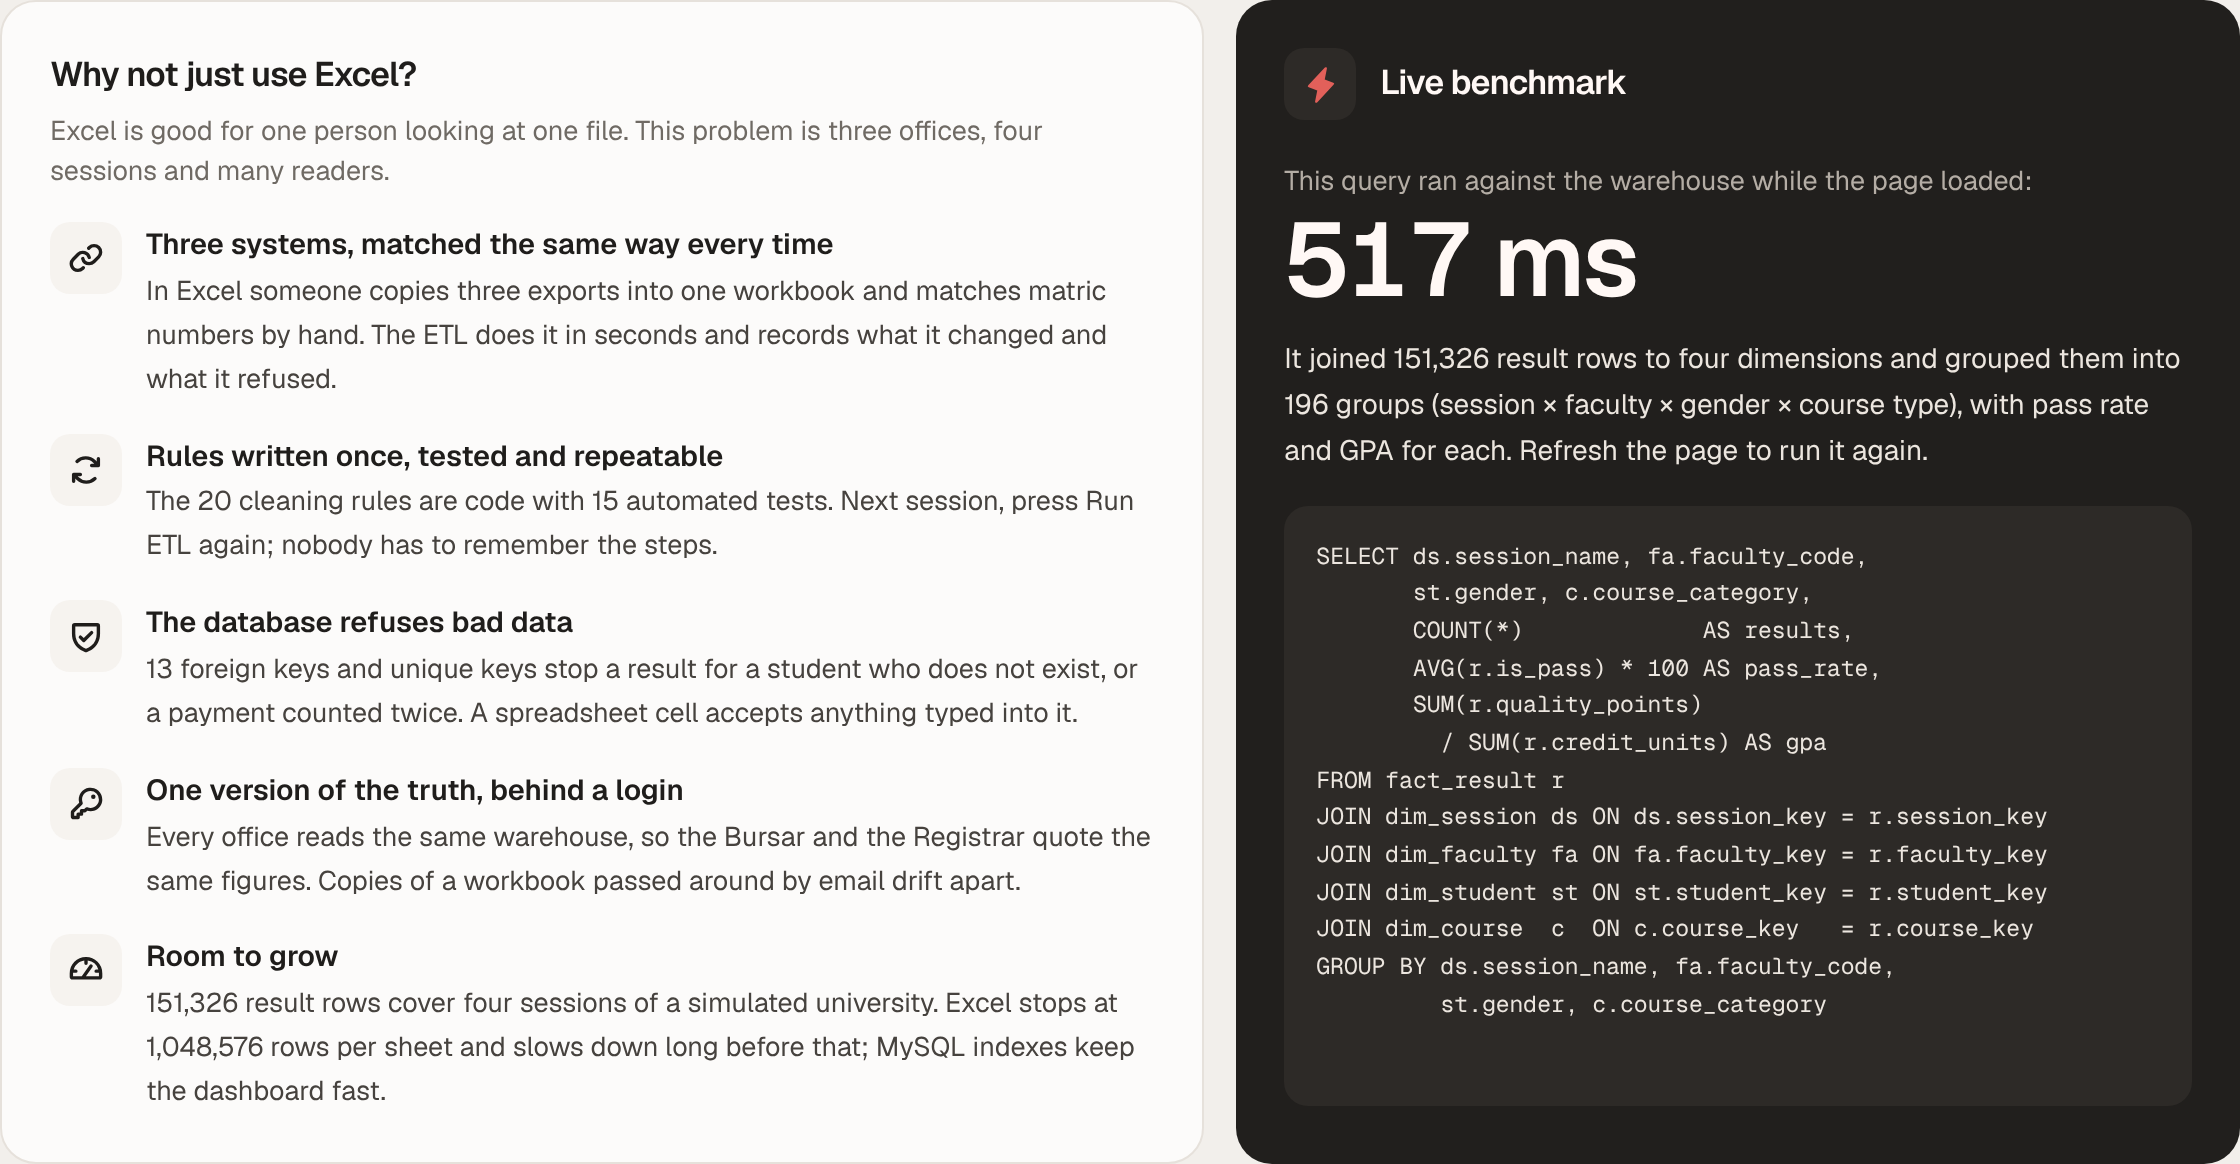 Why not just use Excel?
Excel is good for one person looking at one file. This problem is three offices, four
sessions and many readers.
Three systems, matched the same way every time
In Excel someone copies three exports into one workbook and matches matric
numbers by hand. The ETL does it in seconds and records what it changed and
what it refused.
Rules written once, tested and repeatable
The 20 cleaning rules are code with 15 automated tests. Next session, press Run
ETL again; nobody has to remember the steps.
The database refuses bad data
13 foreign keys and unique keys stop a result for a student who does not exist, or
a payment counted twice. A spreadsheet cell accepts anything typed into it.
One version of the truth, behind a login
Every office reads the same warehouse, so the Bursar and the Registrar quote the
same figures. Copies of a workbook passed around by email drift apart.
Room to grow
151,326 result rows cover four sessions of a simulated university. Excel stops at
1,048,576 rows per sheet and slows down long before that; MySQL indexes keep
the dashboard fast.
Live benchmark
This query ran against the warehouse while the page loaded:
517 ms
It joined 151,326 result rows to four dimensions and grouped them into
196 groups (session × faculty × gender × course type), with pass rate
and GPA for each. Refresh the page to run it again.
SELECT ds.session_name, fa.faculty_code,
       st.gender, c.course_category,
       COUNT(*)             AS results,
       AVG(r.is_pass) * 100 AS pass_rate,
       SUM(r.quality_points)
         / SUM(r.credit_units) AS gpa
FROM fact_result r
JOIN dim_session ds ON ds.session_key = r.session_key
JOIN dim_faculty fa ON fa.faculty_key = r.faculty_key
JOIN dim_student st ON st.student_key = r.student_key
JOIN dim_course  c  ON c.course_key   = r.course_key
GROUP BY ds.session_name, fa.faculty_code,
         st.gender, c.course_category